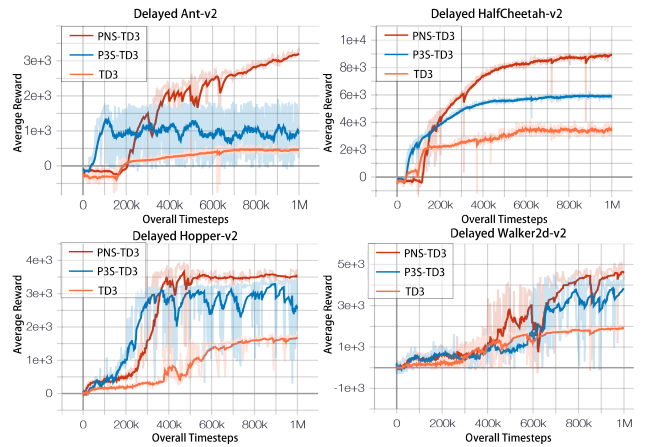 Delayed Ant-v2
PNS-TD3
P3S-TD3
TD3
Average Reward
3e+3
2e+3
1e+3
0
0 200k 400k 600k 800k 1M
Overall Timesteps
Delayed HalfCheetah-v2
PNS-TD3
P3S-TD3
TD3
Average Reward
1e+4
8e+3
6e+3
4e+3
2e+3
0
0 200k 400k 600k 800k 1M
Overall Timesteps
Delayed Hopper-v2
PNS-TD3
P3S-TD3
TD3
Average Reward
4e+3
3e+3
2e+3
1e+3
0
0 200k 400k 600k 800k 1M
Overall Timesteps
Delayed Walker2d-v2
PNS-TD3
P3S-TD3
TD3
Average Reward
5e+3
3e+3
1e+3
-1e+3
0 200k 400k 600k 800k 1M
Overall Timesteps